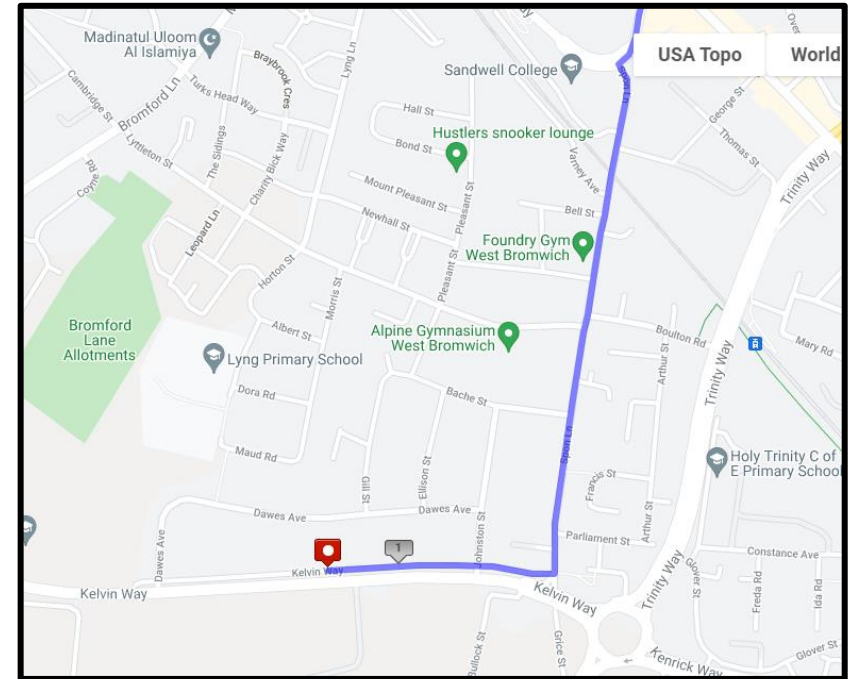 Madinatul Uloom
Al Islamiya
Braybrook Cres
Lyng Ln
Sandwell College
Spon Ln
USA Topo
World
Cambridge St
Bromford Ln
Turks Head Way
Hall St
George St
Thomas St
Lyttleton St
The Sidings
Charity Bick Way
Bond St
Hustlers snooker lounge
Varney Ave
Coyne Rd
Mount Pleasant St
Pleasant St
Trinity Way
Leopard Ln
Newhall St
Bell St
Foundry Gym
West Bromwich
Horton St
Morris St
Pleasant St
Bromford
Lane
Allotments
Albert St
Alpine Gymnasium
West Bromwich
Boulton Rd
Arthur St
Mary Rd
Lyng Primary School
Trinity Way
Dora Rd
Bache St
Maud Rd
Spon Ln
Holy Trinity C of
E Primary School
Gill St
Ellison St
Francis St
Dawes Ave
Dawes Ave
Johnston St
Arthur St
Parliament St
1
Dawes Ave
Constance Ave
Kelvin Way
Kelvin Way
Kelvin Way
Trinity Way
Glover St
Freda Rd
Ida Rd
Bullock St
Grice St
Kenrick Way
Glover St